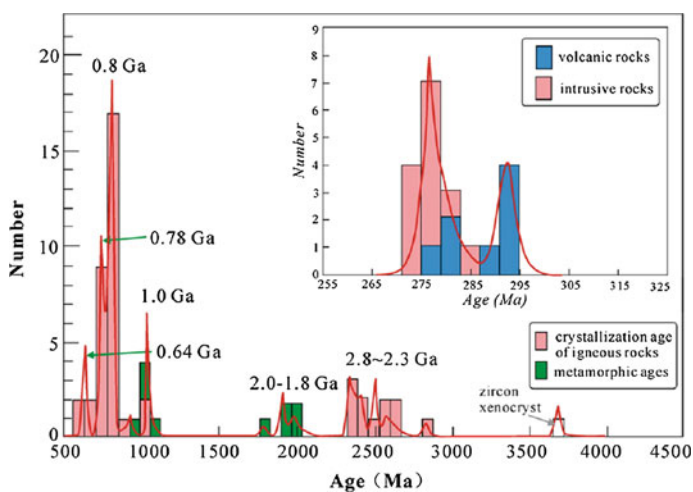 20
15
10
5
0
Number
0.8 Ga
0.78 Ga
1.0 Ga
0.64 Ga
2.0-1.8 Ga
2.8~2.3 Ga
zircon
xenocryst
crystallization age
of igneous rocks
metamorphic ages
500 1000 1500 2000 2500 3000 3500 4000 4500
Age (Ma)
9
8
7
6
5
4
3
2
1
0
Number
volcanic rocks
intrusive rocks
255 265 275 285 295 305 315 325
Age (Ma)